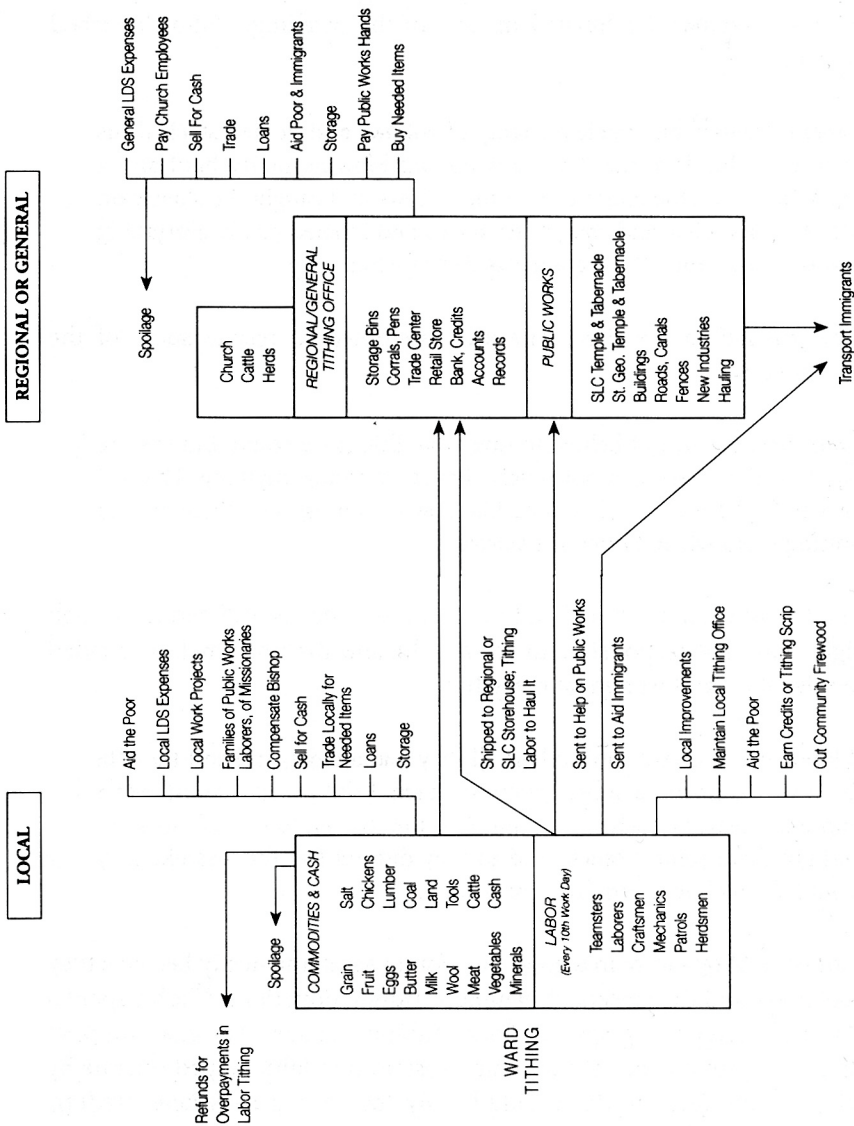 LOCAL
REGIONAL OR GENERAL
Refunds for
Overpayments in
Labor Tithing
Spoilage
Aid the Poor
Local LDS Expenses
Local Work Projects
Families of Public Works
Laborers, of Missionaries
Compensate Bishop
Sell for Cash
Trade Locally for
Needed Items
Loans
Storage
WARD
TITHING
COMMODITIES & CASH
Grain Salt
Fruit Chickens
Eggs Lumber
Butter Coal
Milk Land
Wool Tools
Meat Cattle
Vegetables Cash
Minerals
LABOR
(Every 10th Work Day)
Teamsters
Laborers
Craftsmen
Mechanics
Patrols
Herdsmen
Shipped to Regional or
SLC Storehouse; Tithing
Labor to Haul It
Sent to Help on Public Works
Sent to Aid Immigrants
Local Improvements
Maintain Local Tithing Office
Aid the Poor
Earn Credits or Tithing Scrip
Cut Community Firewood
Spoilage
General LDS Expenses
Pay Church Employees
Sell For Cash
Trade
Loans
Aid Poor & Immigrants
Storage
Pay Public Works Hands
Buy Needed Items
Church
Cattle
Herds
REGIONAL/GENERAL
TITHING OFFICE
Storage Bins
Corrals, Pens
Trade Center
Retail Store
Bank, Credits
Accounts
Records
PUBLIC WORKS
SLC Temple & Tabernacle
St. Geo. Temple & Tabernacle
Buildings
Roads, Canals
Fences
New Industries
Hauling
Transport Immigrants